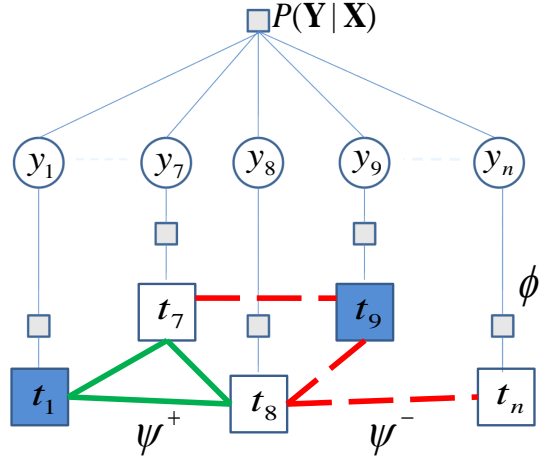 P(Y | X)
y₁ y₇ y₈ y₉ yₙ
ϕ
t₇ t₉
t₁ t₈ tₙ
ψ⁺ ψ⁻